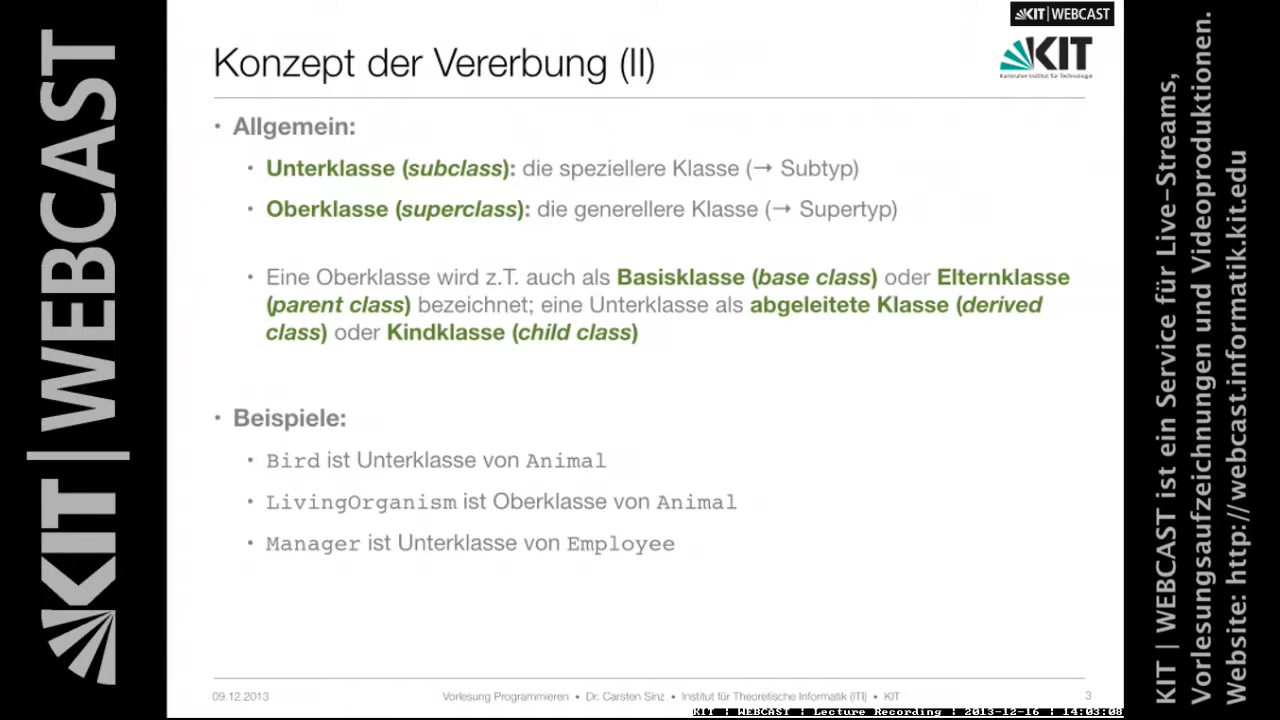 KIT | WEBCAST
KIT | WEBCAST
Konzept der Vererbung (II)
KIT
Karlsruher Institut für Technologie
• Allgemein:
• Unterklasse (subclass): die speziellere Klasse (→ Subtyp)
• Oberklasse (superclass): die generellere Klasse (→ Supertyp)
• Eine Oberklasse wird z.T. auch als Basisklasse (base class) oder Elternklasse
(parent class) bezeichnet; eine Unterklasse als abgeleitete Klasse (derived
class) oder Kindklasse (child class)
• Beispiele:
• Bird ist Unterklasse von Animal
• LivingOrganism ist Oberklasse von Animal
• Manager ist Unterklasse von Employee
09.12.2013
Vorlesung Programmieren • Dr. Carsten Sinz • Institut für Theoretische Informatik (ITI) • KIT
3
KIT : WEBCAST : Lecture Recording : 2013-12-16 : 14:03:08
KIT | WEBCAST ist ein Service für Live-Streams,
Vorlesungsaufzeichnungen und Videoproduktionen.
Website: http://webcast.informatik.kit.edu